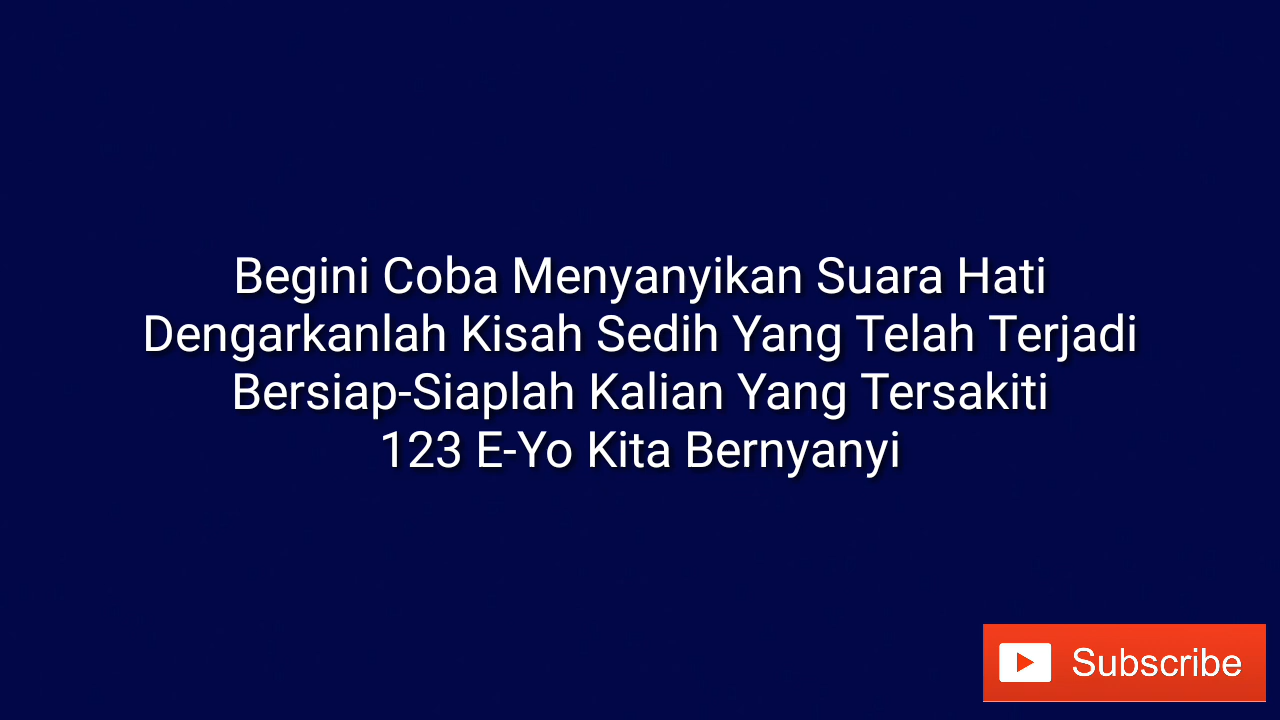 Begini Coba Menyanyikan Suara Hati
Dengarkanlah Kisah Sedih Yang Telah Terjadi
Bersiap-Siaplah Kalian Yang Tersakiti
123 E-Yo Kita Bernyanyi
Subscribe